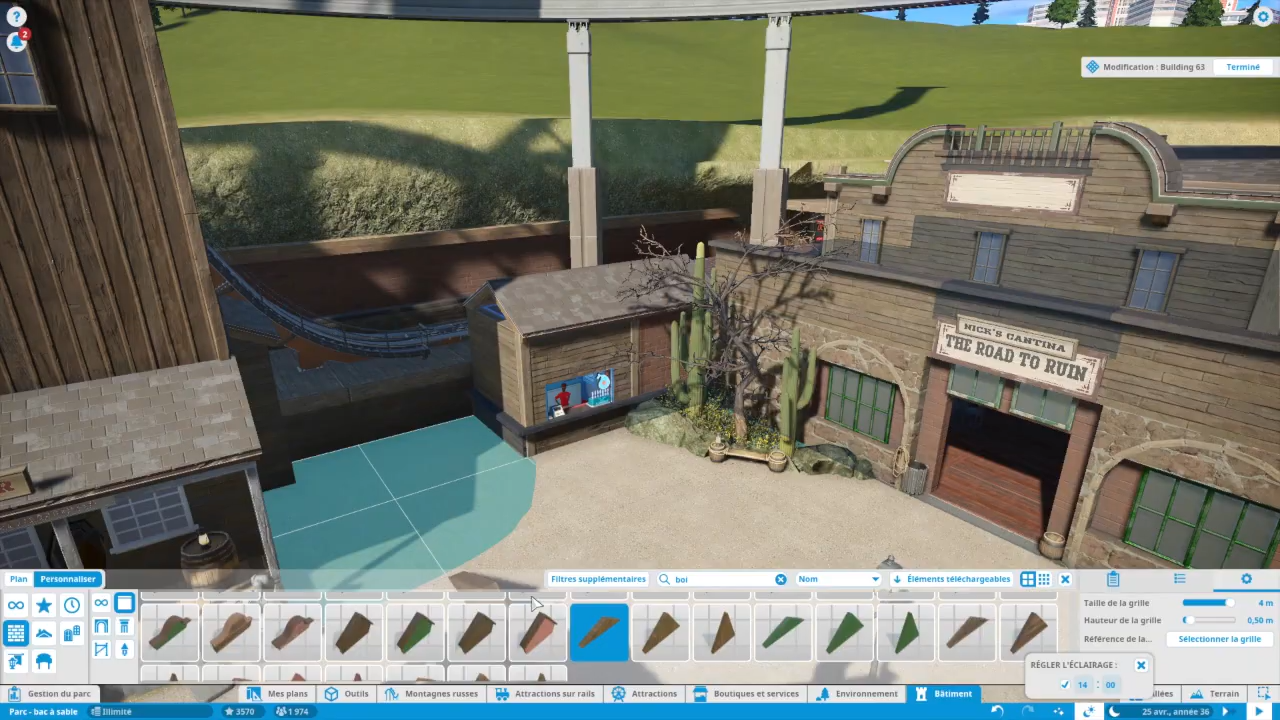 2
Modification : Building 63
Terminé
NICK'S CANTINA
THE ROAD TO RUIN
R
Plan
Personnaliser
Filtres supplémentaires
boi
Nom
Éléments téléchargeables
Taille de la grille
4 m
Hauteur de la grille
0,50 m
Référence de la...
Sélectionner la grille
RÉGLER L'ÉCLAIRAGE :
14 : 00
Gestion du parc
Mes plans
Outils
Montagnes russes
Attractions sur rails
Attractions
Boutiques et services
Environnement
Bâtiment
Terrain
Parc - bac à sable
Illimité
3570
1 974
25 avr., année 36